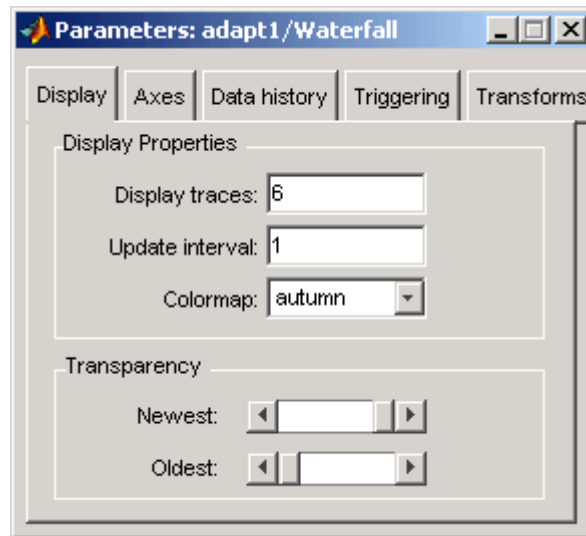 Parameters: adapt1/Waterfall
Display Axes Data history Triggering Transforms
Display Properties
Display traces: 6
Update interval: 1
Colormap: autumn
Transparency
Newest:
Oldest: